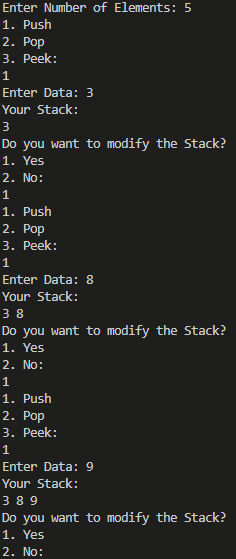 Enter Number of Elements: 5
1. Push
2. Pop
3. Peek:
1
Enter Data: 3
Your Stack:
3
Do you want to modify the Stack?
1. Yes
2. No:
1
1. Push
2. Pop
3. Peek:
1
Enter Data: 8
Your Stack:
3 8
Do you want to modify the Stack?
1. Yes
2. No:
1
1. Push
2. Pop
3. Peek:
1
Enter Data: 9
Your Stack:
3 8 9
Do you want to modify the Stack?
1. Yes
2. No: